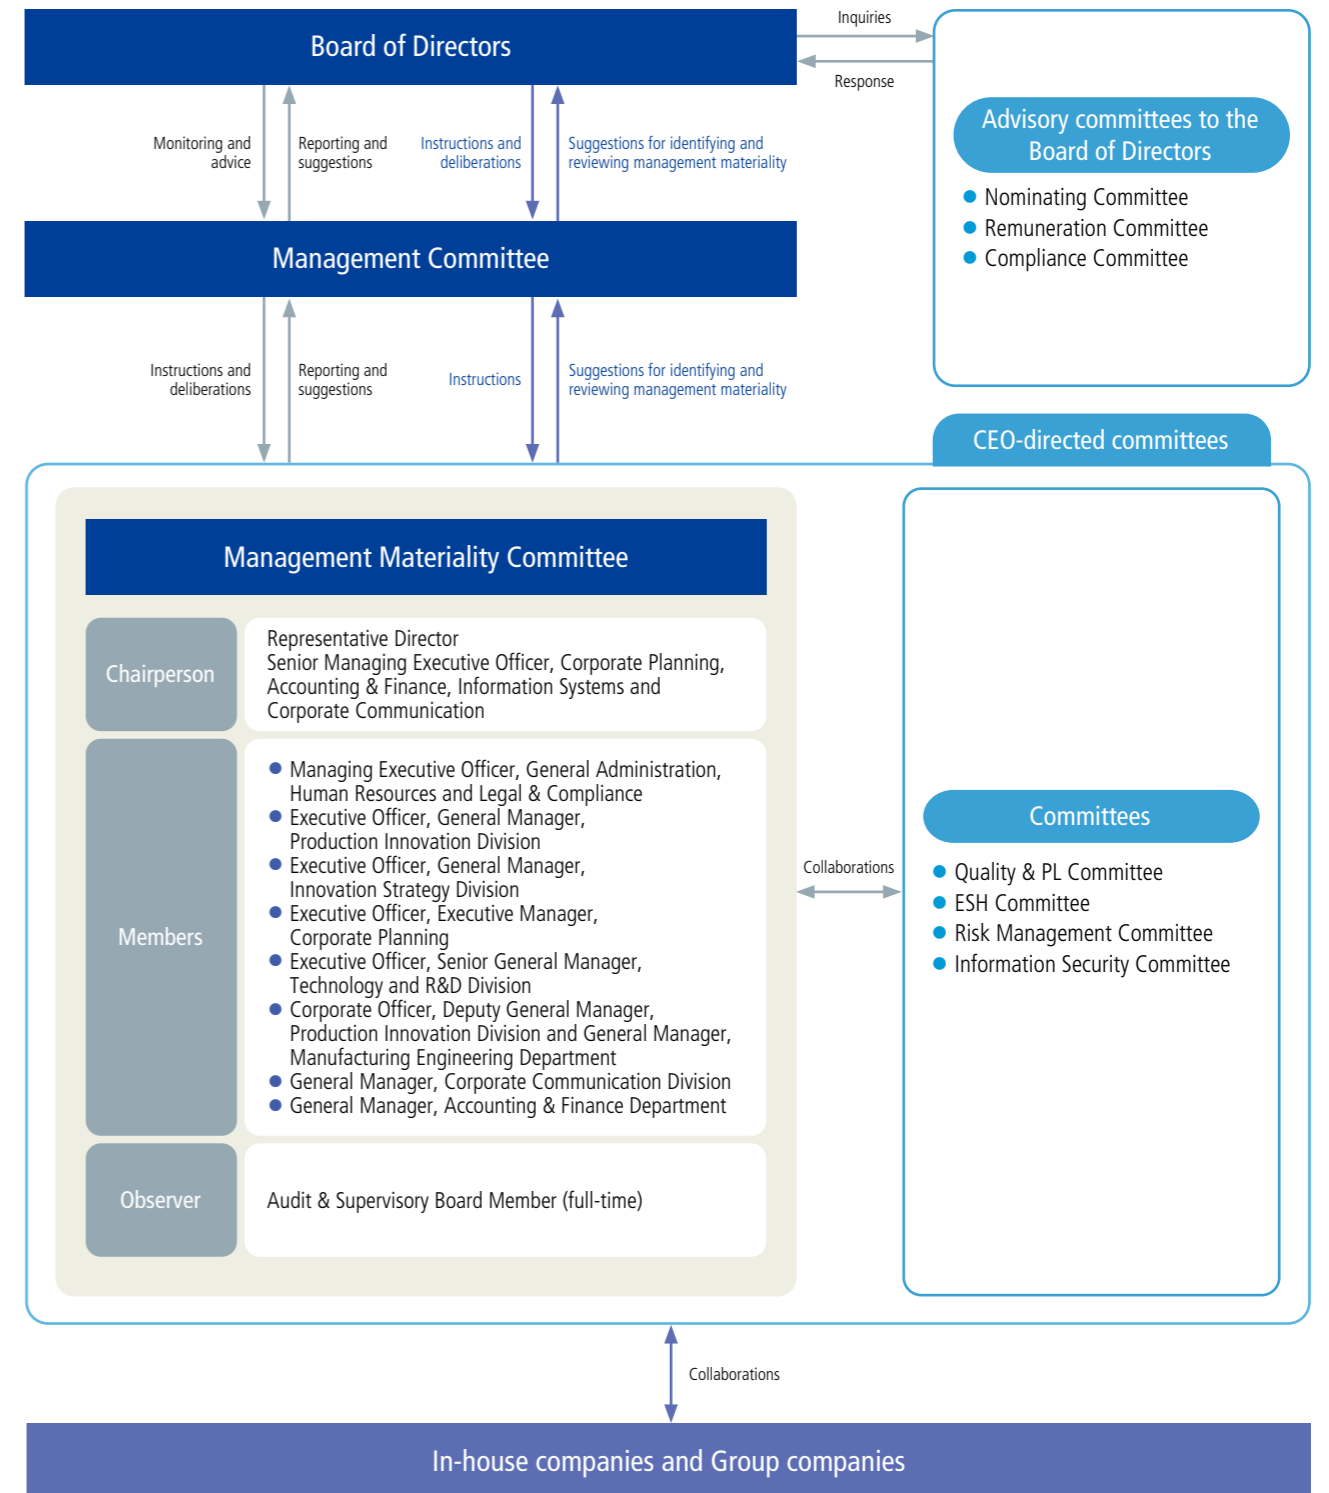 Board of Directors
Inquiries
Response
Advisory committees to the
Board of Directors
Nominating Committee
Remuneration Committee
Compliance Committee
Monitoring and
advice
Reporting and
suggestions
Instructions and
deliberations
Suggestions for identifying and
reviewing management materiality
Management Committee
Instructions and
deliberations
Reporting and
suggestions
Instructions
Suggestions for identifying and
reviewing management materiality
CEO-directed committees
Management Materiality Committee
Chairperson
Representative Director
Senior Managing Executive Officer, Corporate Planning,
Accounting & Finance, Information Systems and
Corporate Communication
Members
Managing Executive Officer, General Administration,
Human Resources and Legal & Compliance
Executive Officer, General Manager,
Production Innovation Division
Executive Officer, General Manager,
Innovation Strategy Division
Executive Officer, Executive Manager,
Corporate Planning
Executive Officer, Senior General Manager,
Technology and R&D Division
Corporate Officer, Deputy General Manager,
Production Innovation Division and General Manager,
Manufacturing Engineering Department
General Manager, Corporate Communication Division
General Manager, Accounting & Finance Department
Observer
Audit & Supervisory Board Member (full-time)
Collaborations
Committees
Quality & PL Committee
ESH Committee
Risk Management Committee
Information Security Committee
Collaborations
In-house companies and Group companies